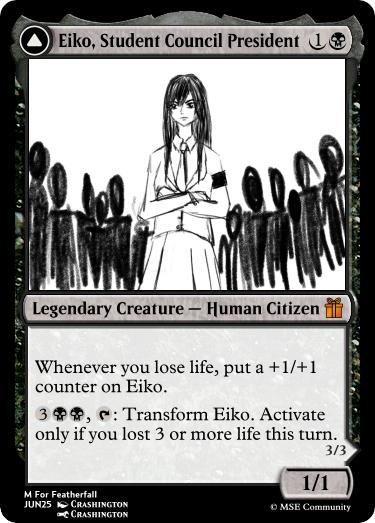 Eiko, Student Council President 1
Legendary Creature — Human Citizen
Whenever you lose life, put a +1/+1
counter on Eiko.
3, : Transform Eiko. Activate
only if you lost 3 or more life this turn.
3/3
1/1
M For Featherfall
JUN25 Crashington
Crashington
© MSE Community